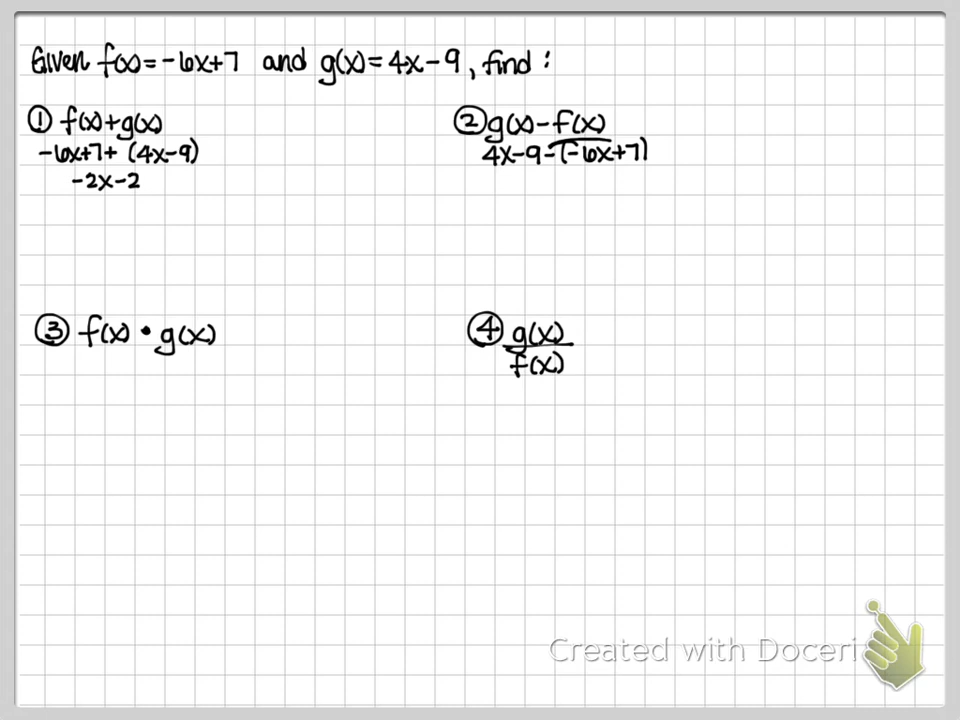 Given f(x)=-6x+7 and g(x)=4x-9, find:
① f(x)+g(x)
-6x+7+(4x-9)
-2x-2
② g(x)-f(x)
4x-9-(-6x+7)
③ f(x)•g(x)
④ g(x)
f(x)
Created with Doceri